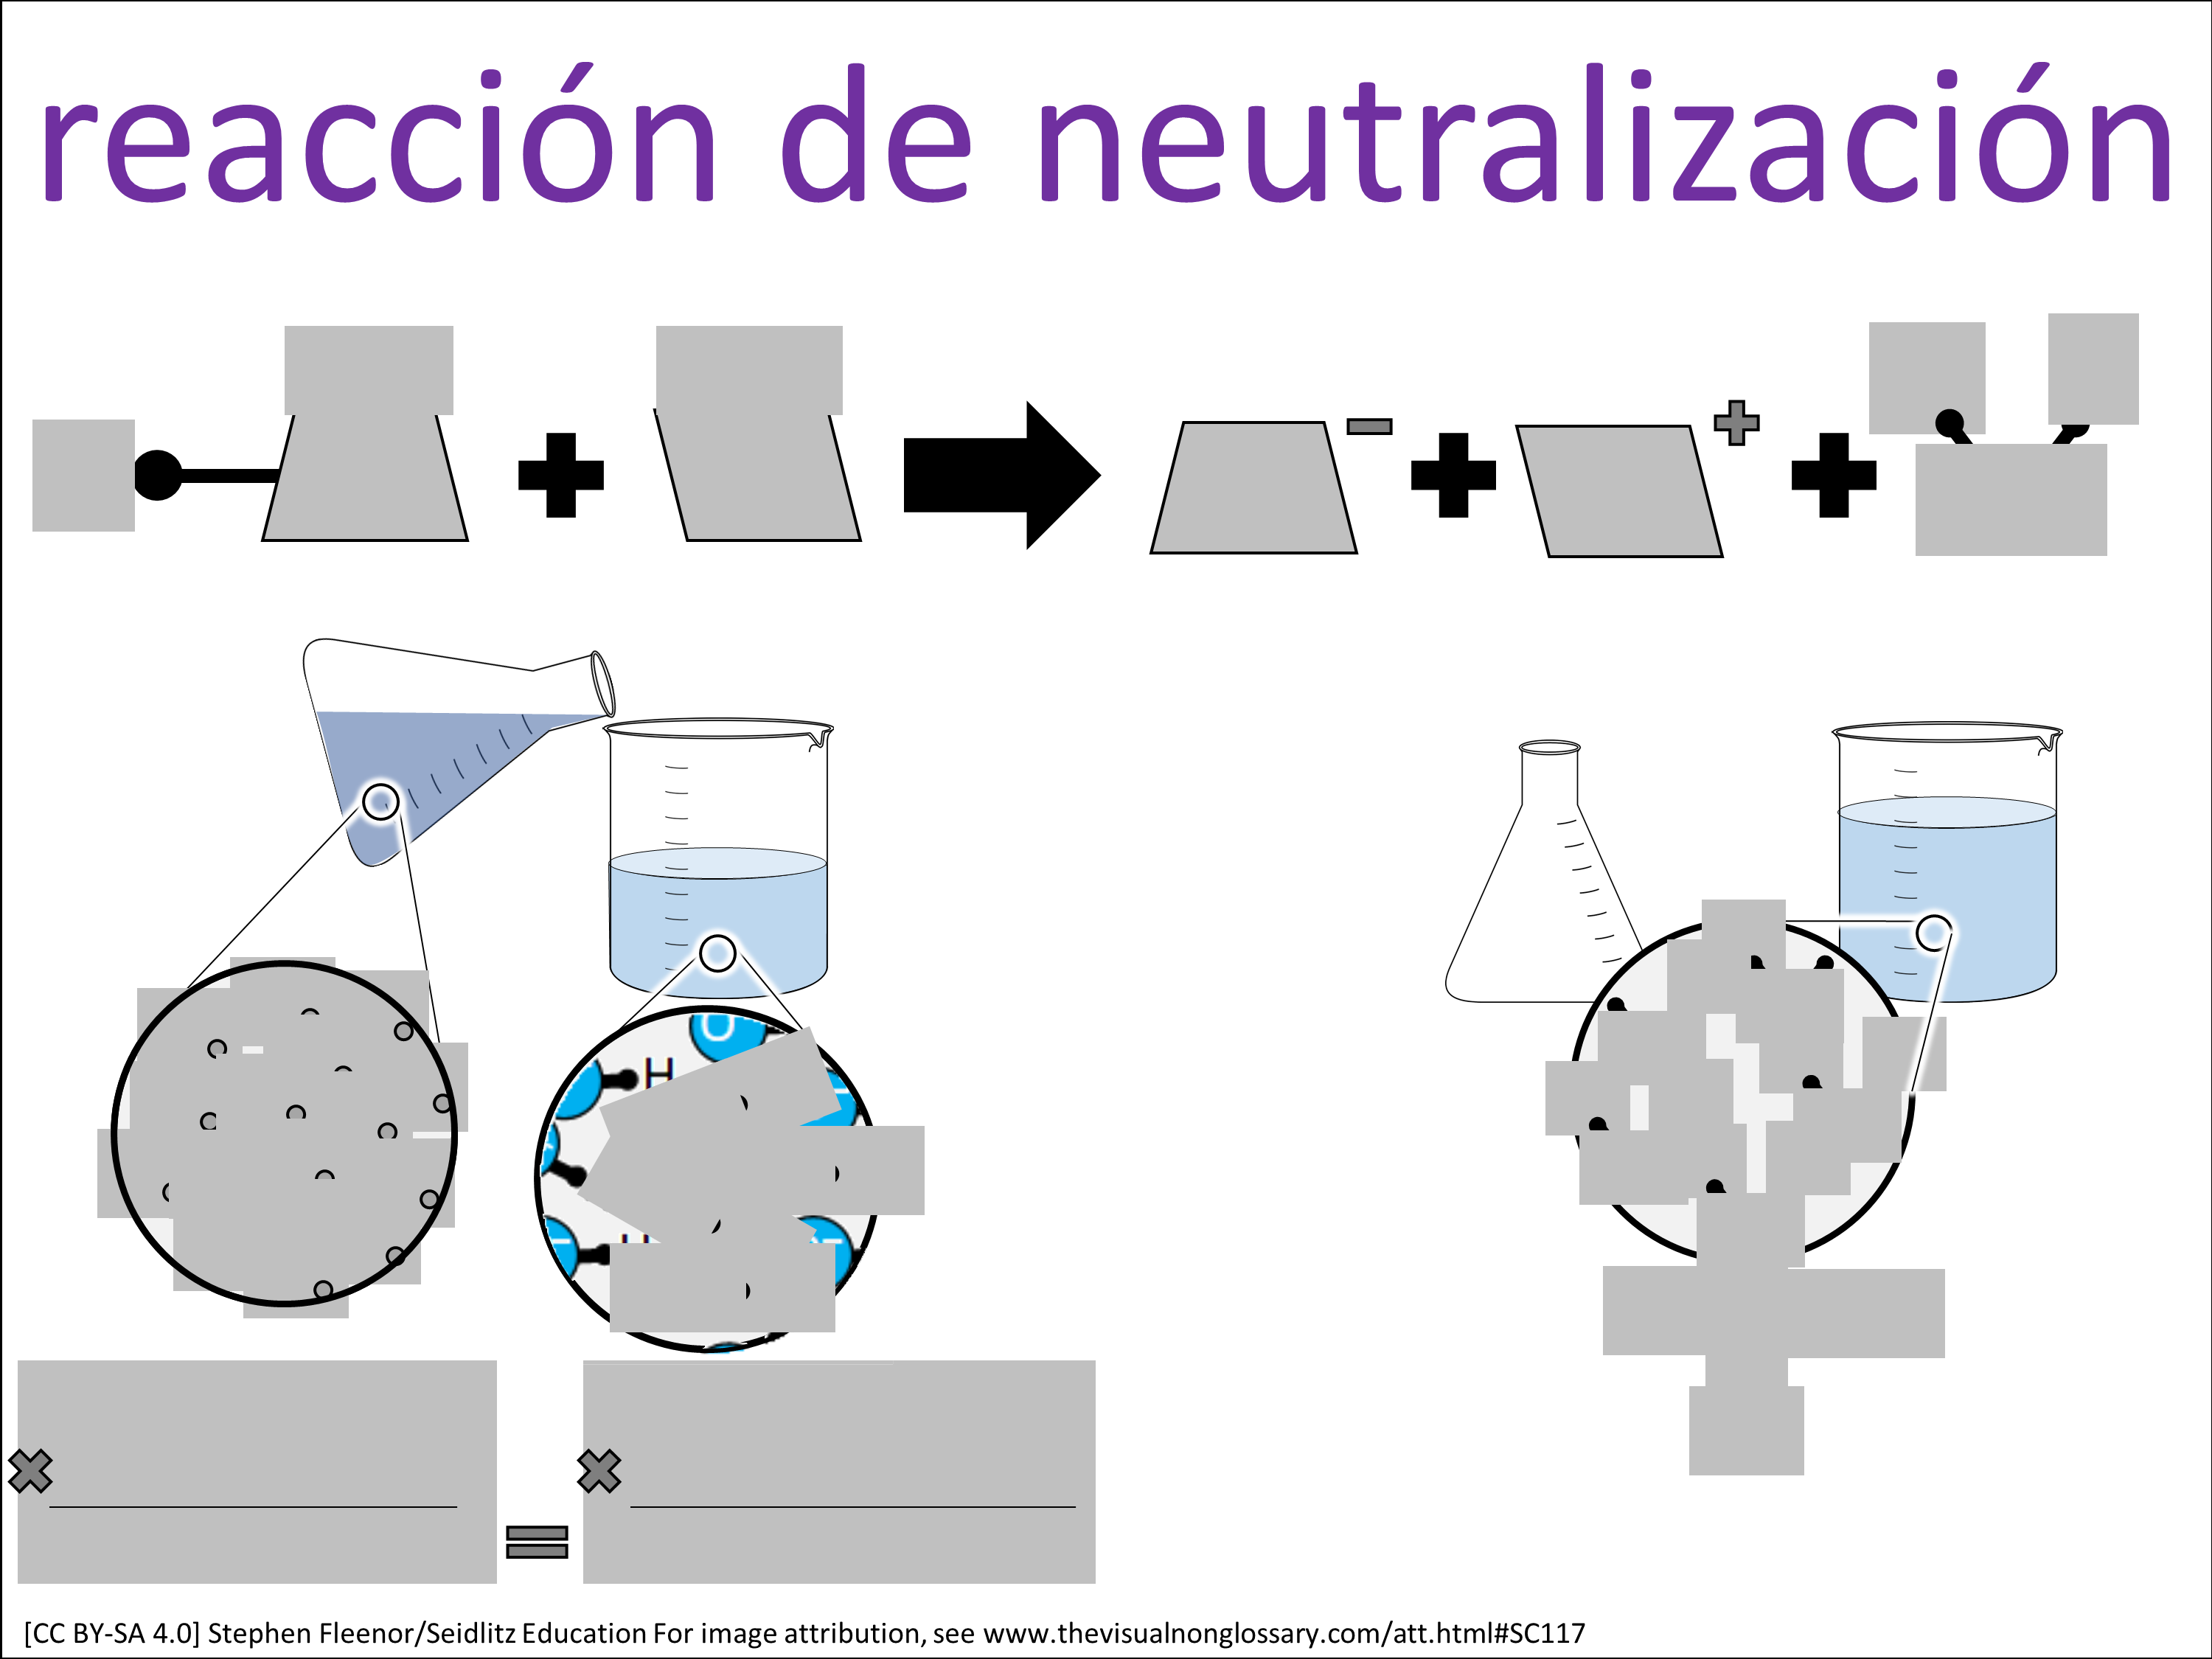 reacción de neutralización
O
H
[CC BY-SA 4.0] Stephen Fleenor/Seidlitz Education For image attribution, see www.thevisualnonglossary.com/att.html#SC117